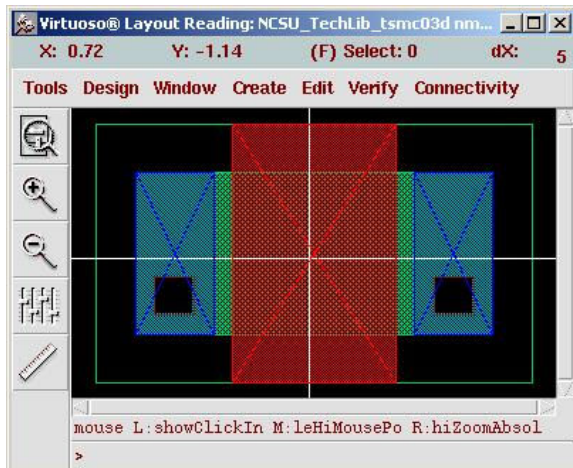 Virtuoso® Layout Reading: NCSU_TechLib_tsmc03d nm
X: 0.72 Y: -1.14 (F) Select: 0 dX: 5
Tools Design Window Create Edit Verify Connectivity
mouse L:showClickIn M:leHiMousePo R:hiZoomAbsol
>